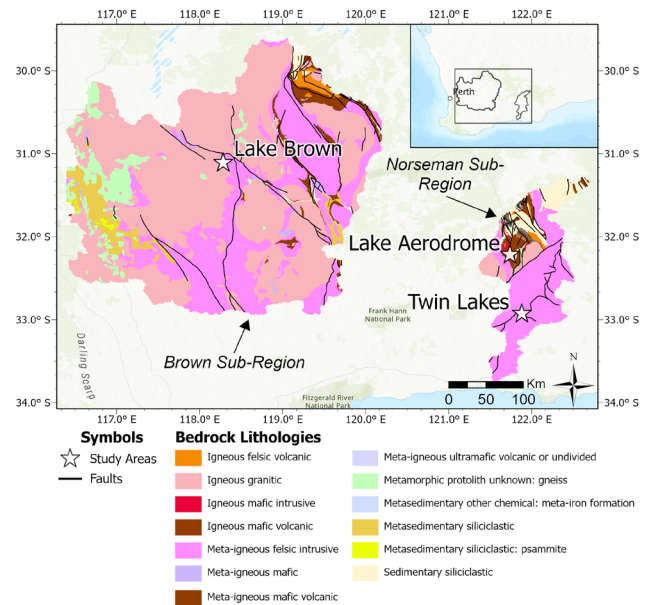 117.0° E 118.0° E 119.0° E 120.0° E 121.0° E 122.0° E
30.0° S
31.0° S
32.0° S
33.0° S
34.0° S
30.0° S
31.0° S
32.0° S
33.0° S
34.0° S
Perth
Lake Brown
Norseman Sub-
Region
Lake Aerodrome
Twin Lakes
Frank Hann
National Park
Brown Sub-Region
Darling Scarp
Fitzgerald River
National Park
N
Km
0 50 100
117.0° E 118.0° E 119.0° E 120.0° E 121.0° E 122.0° E
Symbols
Study Areas
Faults
Bedrock Lithologies
Igneous felsic volcanic
Igneous granitic
Igneous mafic intrusive
Igneous mafic volcanic
Meta-igneous felsic intrusive
Meta-igneous mafic
Meta-igneous mafic volcanic
Meta-igneous ultramafic volcanic or undivided
Metamorphic protolith unknown: gneiss
Metasedimentary other chemical: meta-iron formation
Metasedimentary siliciclastic
Metasedimentary siliciclastic: psammite
Sedimentary siliciclastic